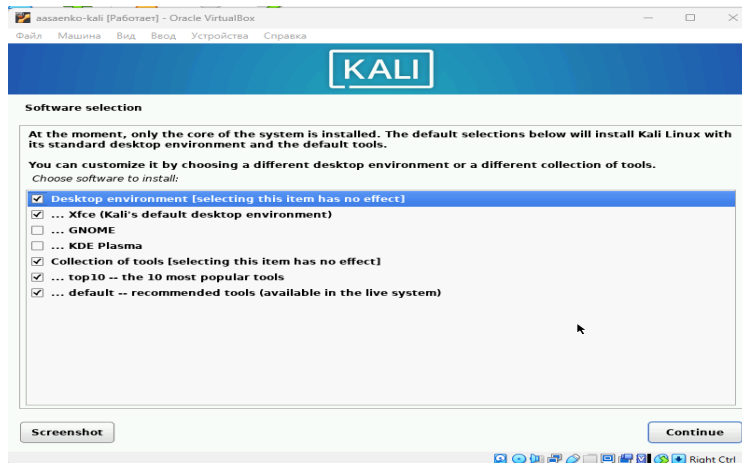 aasaenko-kali [Работает] - Oracle VirtualBox
Файл Машина Вид Ввод Устройства Справка
KALI
Software selection
At the moment, only the core of the system is installed. The default selections below will install Kali Linux with
its standard desktop environment and the default tools.
You can customize it by choosing a different desktop environment or a different collection of tools.
Choose software to install:
Desktop environment [selecting this item has no effect]
... Xfce (Kali's default desktop environment)
... GNOME
... KDE Plasma
Collection of tools [selecting this item has no effect]
... top10 -- the 10 most popular tools
... default -- recommended tools (available in the live system)
Screenshot
Continue
Right Ctrl